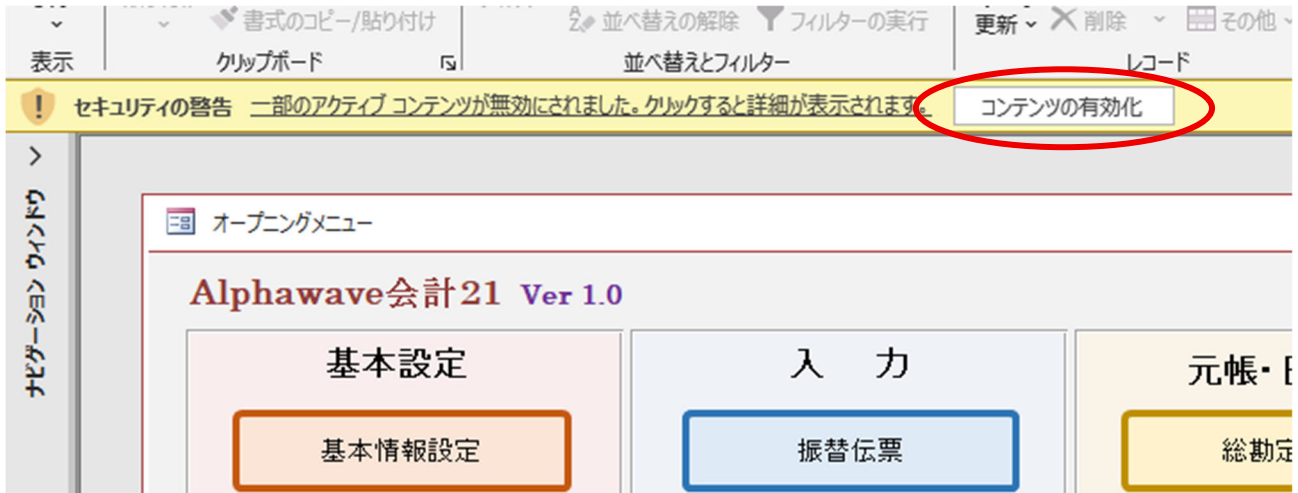 書式のコピー/貼り付け
並べ替えの解除 フィルターの実行
更新 削除 その他
表示 クリップボード 並べ替えとフィルター レコード
セキュリティの警告 一部のアクティブ コンテンツが無効にされました。クリックすると詳細が表示されます。 コンテンツの有効化
ナビゲーション ウィンドウ
オープニングメニュー
Alphawave会計21 Ver 1.0
基本設定 入 力 元帳・
基本情報設定 振替伝票 総勘定